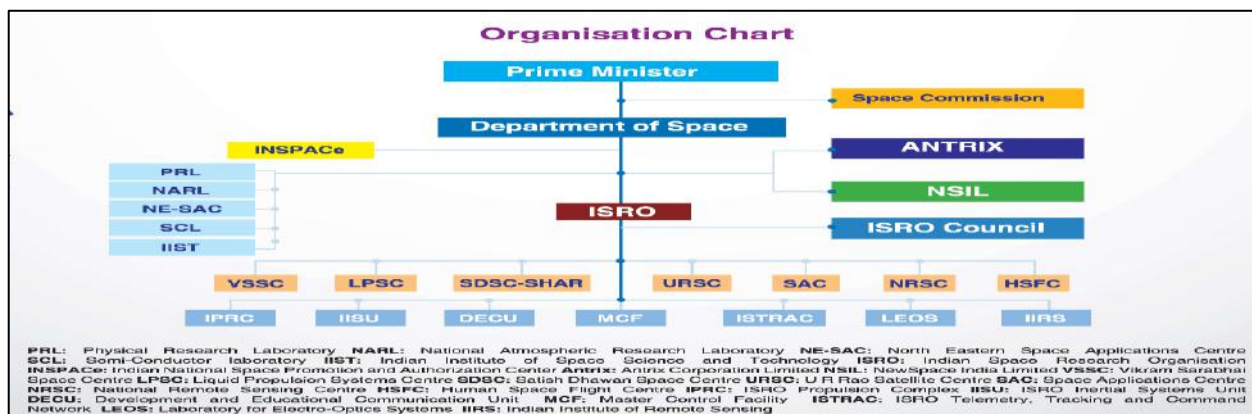 Organisation Chart
Prime Minister
Space Commission
Department of Space
INSPACe
ANTRIX
PRL
NARL
NSIL
NE-SAC
ISRO
SCL
ISRO Council
IIST
VSSC LPSC SDSC-SHAR URSC SAC NRSC HSFC
IPRC IISU DECU MCF ISTRAC LEOS IIRS
PRL: Physical Research Laboratory NARL: National Atmospheric Research Laboratory NE-SAC: North Eastern Space Applications Centre
SCL: Semi-Conductor laboratory IIST: Indian Institute of Space Science and Technology ISRO: Indian Space Research Organisation
INSPACe: Indian National Space Promotion and Authorization Center Antrix: Antrix Corporation Limited NSIL: NewSpace India Limited VSSC: Vikram Sarabhai
Space Centre LPSC: Liquid Propulsion Systems Centre SDSC: Satish Dhawan Space Centre URSC: U R Rao Satellite Centre SAC: Space Applications Centre
NRSC: National Remote Sensing Centre HSFC: Human Space Flight Centre IPRC: ISRO Propulsion Complex IISU: ISRO Inertial Systems Unit
DECU: Development and Educational Communication Unit MCF: Master Control Facility ISTRAC: ISRO Telemetry, Tracking and Command
Network LEOS: Laboratory for Electro-Optics Systems IIRS: Indian Institute of Remote Sensing